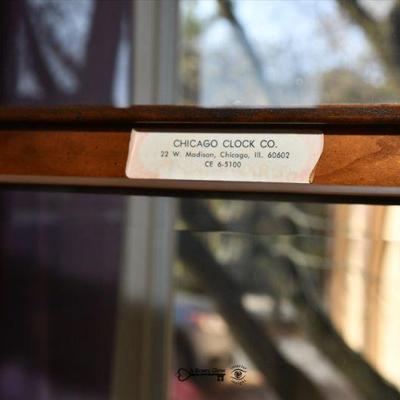 CHICAGO CLOCK CO.
22 W. Madison, Chicago, Ill. 60602
CE 6-5100